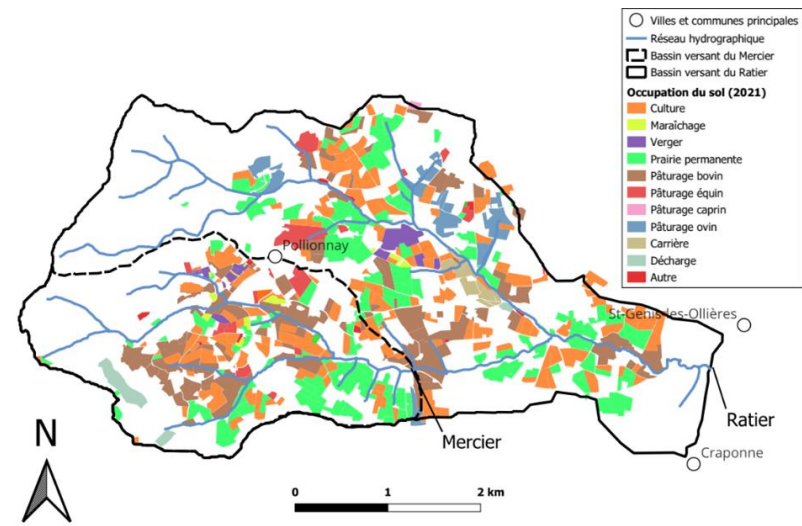 Villes et communes principales
Réseau hydrographique
Bassin versant du Mercier
Bassin versant du Ratier
Occupation du sol (2021)
Culture
Maraîchage
Verger
Prairie permanente
Pâturage bovin
Pâturage équin
Pâturage caprin
Pâturage ovin
Carrière
Décharge
Autre
Pollionnay
St-Genis-les-Ollières
Ratier
Mercier
Craponne
N
0 1 2 km